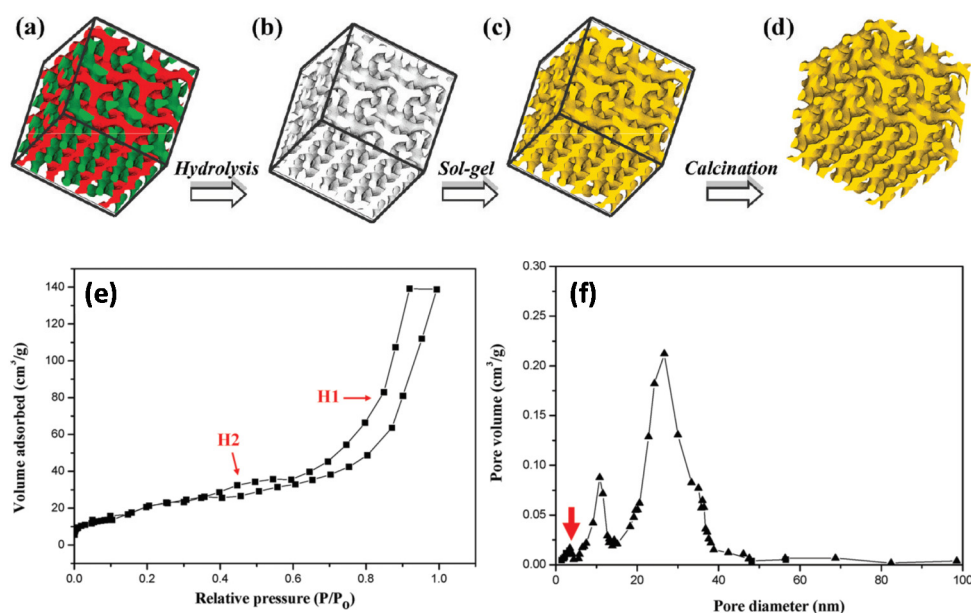 (a)
(b)
(c)
(d)
Hydrolysis
Sol-gel
Calcination
(e)
140
120
100
80
60
40
20
0
Volume adsorbed (cm³/g)
H1
H2
0.0 0.2 0.4 0.6 0.8 1.0
Relative pressure (P/P₀)
(f)
0.30
0.25
0.20
0.15
0.10
0.05
0.00
Pore volume (cm³/g)
0 20 40 60 80 100
Pore diameter (nm)